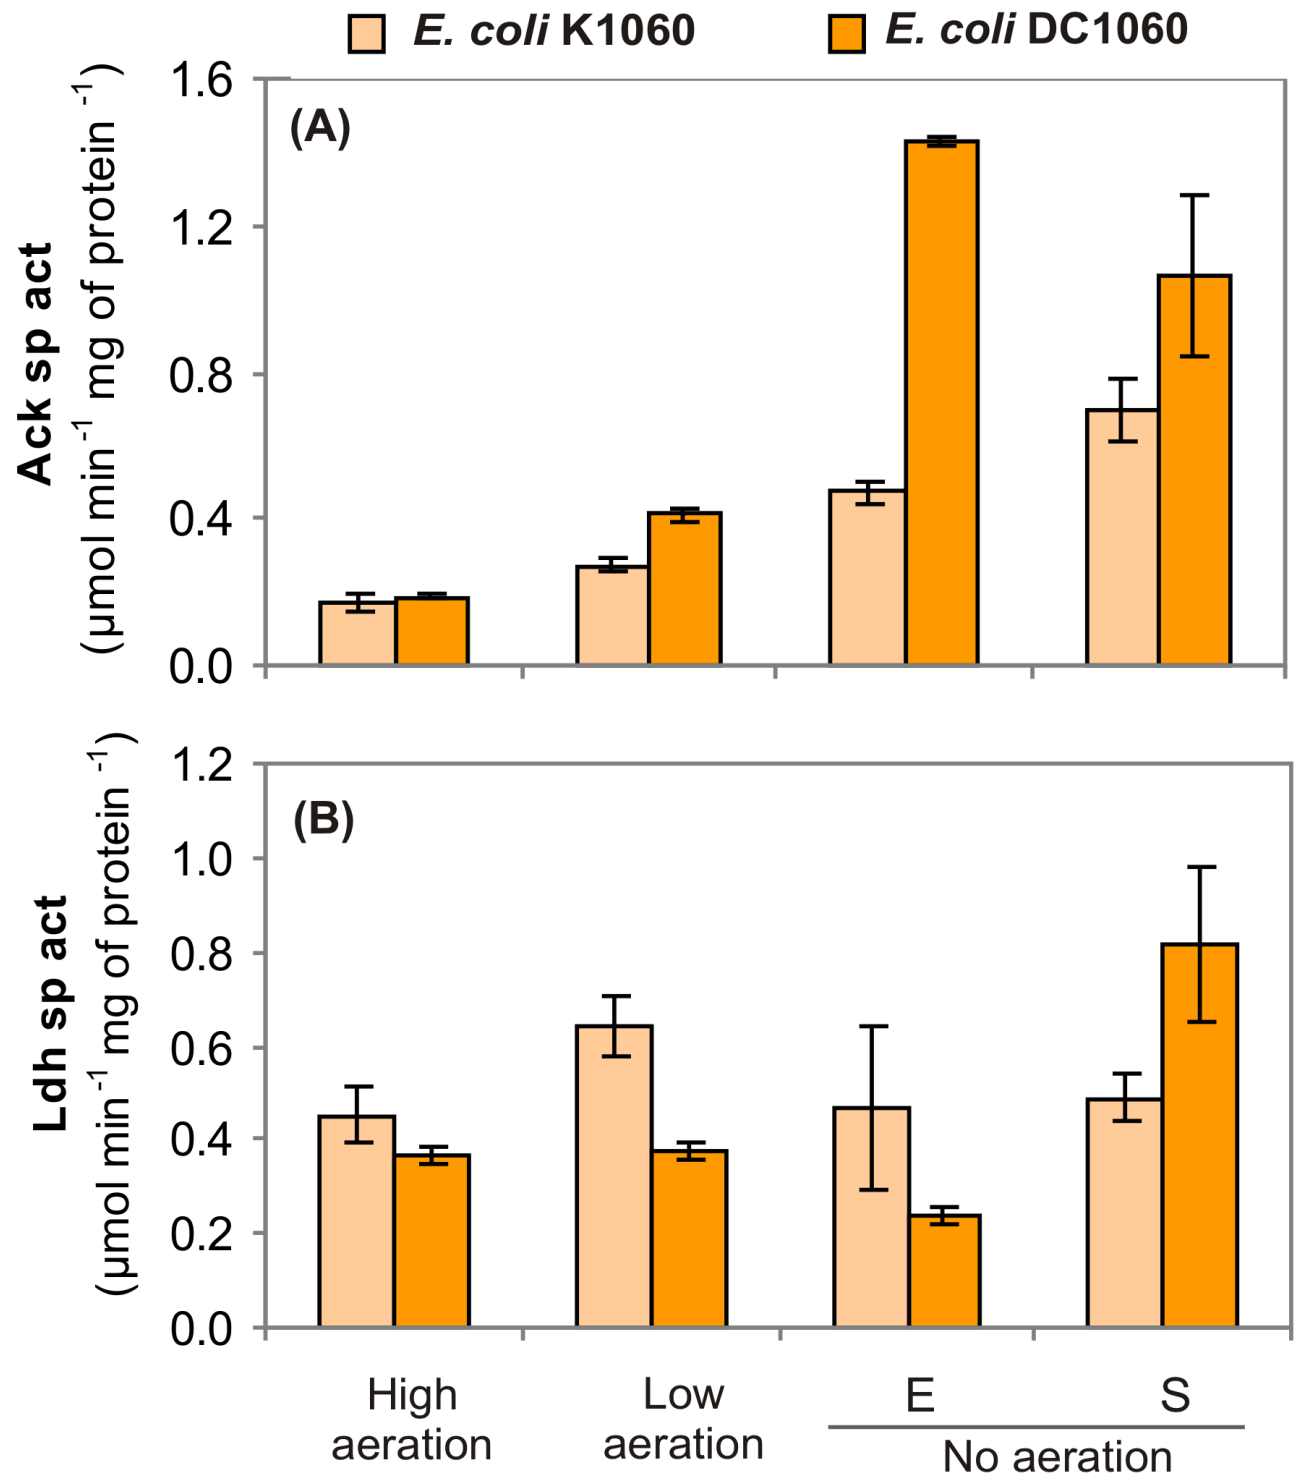 E. coli K1060
E. coli DC1060
(A)
Ack sp act
(μmol min⁻¹ mg of protein ⁻¹)
1.6
1.2
0.8
0.4
0.0
(B)
Ldh sp act
(μmol min⁻¹ mg of protein ⁻¹)
1.2
1.0
0.8
0.6
0.4
0.2
0.0
High
aeration
Low
aeration
E
S
No aeration